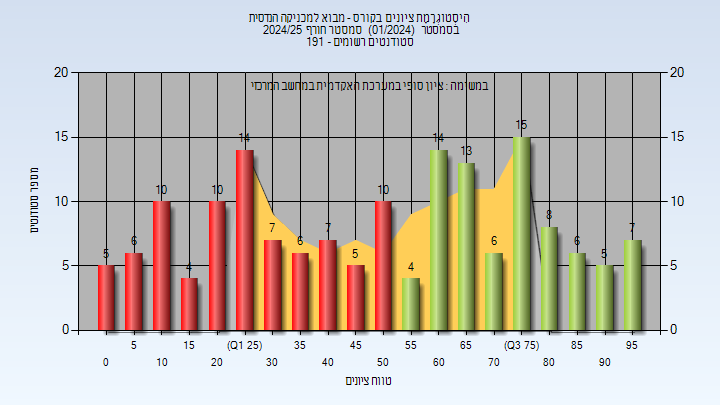 היסטוגרמת ציונים בקורס - מבוא למכניקה הנדסית
בסמסטר (01/2024) סמסטר חורף 2024/25
סטודנטים רשומים - 191
במשימה : ציון סופי במערכת האקדמית במחשב המרכזי
מספר סטודנטים
20 20
15 15
10 10
5 5
0 0
5 6 10 4 10 14 7 6 7 5 10 4 14 13 6 15 8 6 5 7
5 15 (Q1 25) 35 45 55 65 (Q3 75) 85 95
0 10 20 30 40 50 60 70 80 90
טווח ציונים